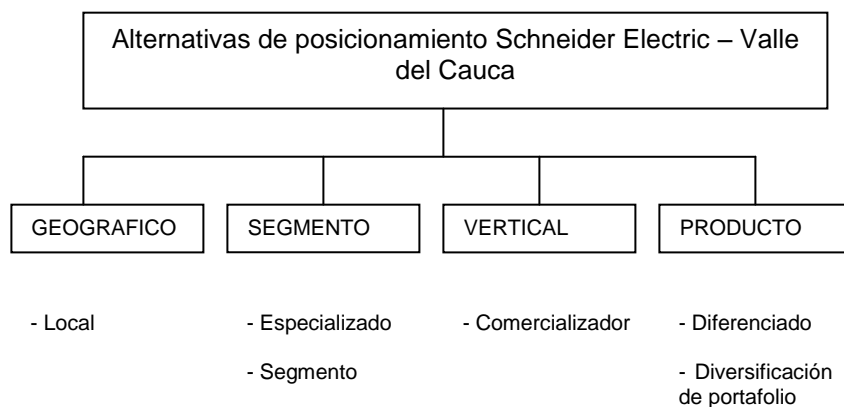 Alternativas de posicionamiento Schneider Electric – Valle
del Cauca
GEOGRAFICO
SEGMENTO
VERTICAL
PRODUCTO
- Local
- Especializado
- Segmento
- Comercializador
- Diferenciado
- Diversificación
de portafolio